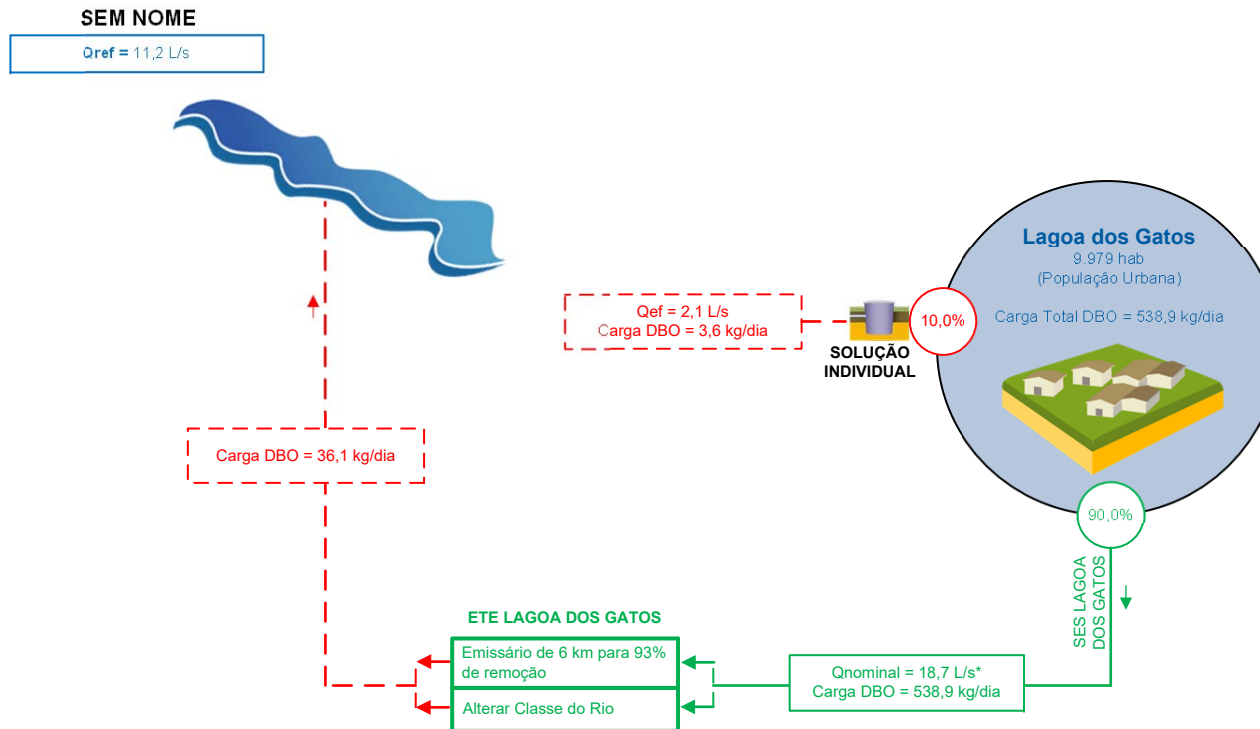 SEM NOME
Qref = 11,2 L/s
Lagoa dos Gatos
9.979 hab
(População Urbana)
Carga Total DBO = 538,9 kg/dia
10,0%
Qef = 2,1 L/s
Carga DBO = 3,6 kg/dia
SOLUÇÃO
INDIVIDUAL
Carga DBO = 36,1 kg/dia
90,0%
SES LAGOA
DOS GATOS
ETE LAGOA DOS GATOS
Emissário de 6 km para 93%
de remoção
Alterar Classe do Rio
Qnominal = 18,7 L/s*
Carga DBO = 538,9 kg/dia